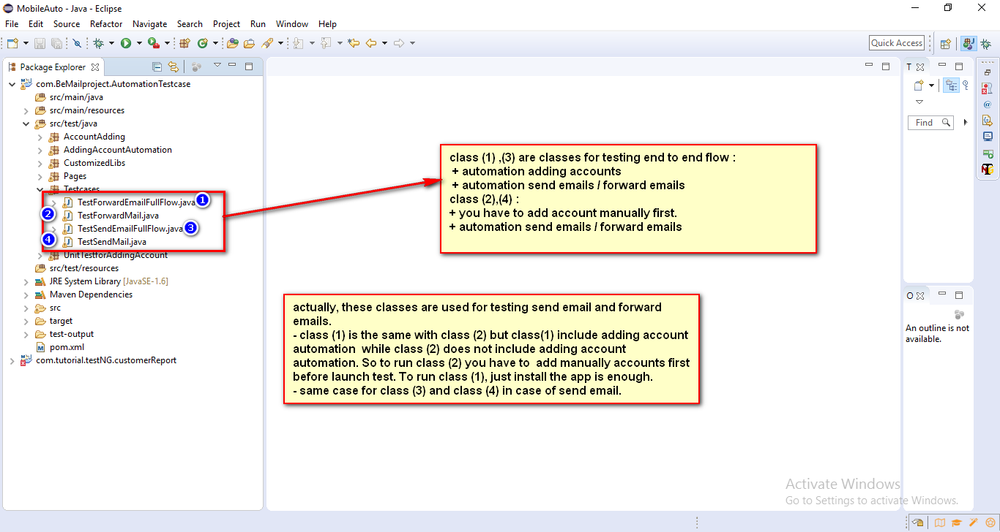 MobileAuto - Java - Eclipse
File Edit Source Refactor Navigate Search Project Run Window Help
Quick Access
Package Explorer
com.BeMailproject.AutomationTestcase
src/main/java
src/main/resources
src/test/java
AccountAdding
AddingAccountAutomation
CustomizedLibs
Pages
Testcases
TestForwardEmailFullFlow.java 1
2 TestForwardMail.java
TestSendEmailFullFlow.java 3
4 TestSendMail.java
UnitTestforAddingAccount
src/test/resources
JRE System Library [JavaSE-1.6]
Maven Dependencies
src
target
test-output
pom.xml
com.tutorial.testNG.customerReport
class (1) ,(3) are classes for testing end to end flow :
+ automation adding accounts
+ automation send emails / forward emails
class (2),(4) :
+ you have to add account manually first.
+ automation send emails / forward emails
actually, these classes are used for testing send email and forward
emails.
- class (1) is the same with class (2) but class(1) include adding account
automation while class (2) does not include adding account
automation. So to run class (2) you have to add manually accounts first
before launch test. To run class (1), just install the app is enough.
- same case for class (3) and class (4) in case of send email.
T
Find
O
An outline is not
available.
Activate Windows
Go to Settings to activate Windows.